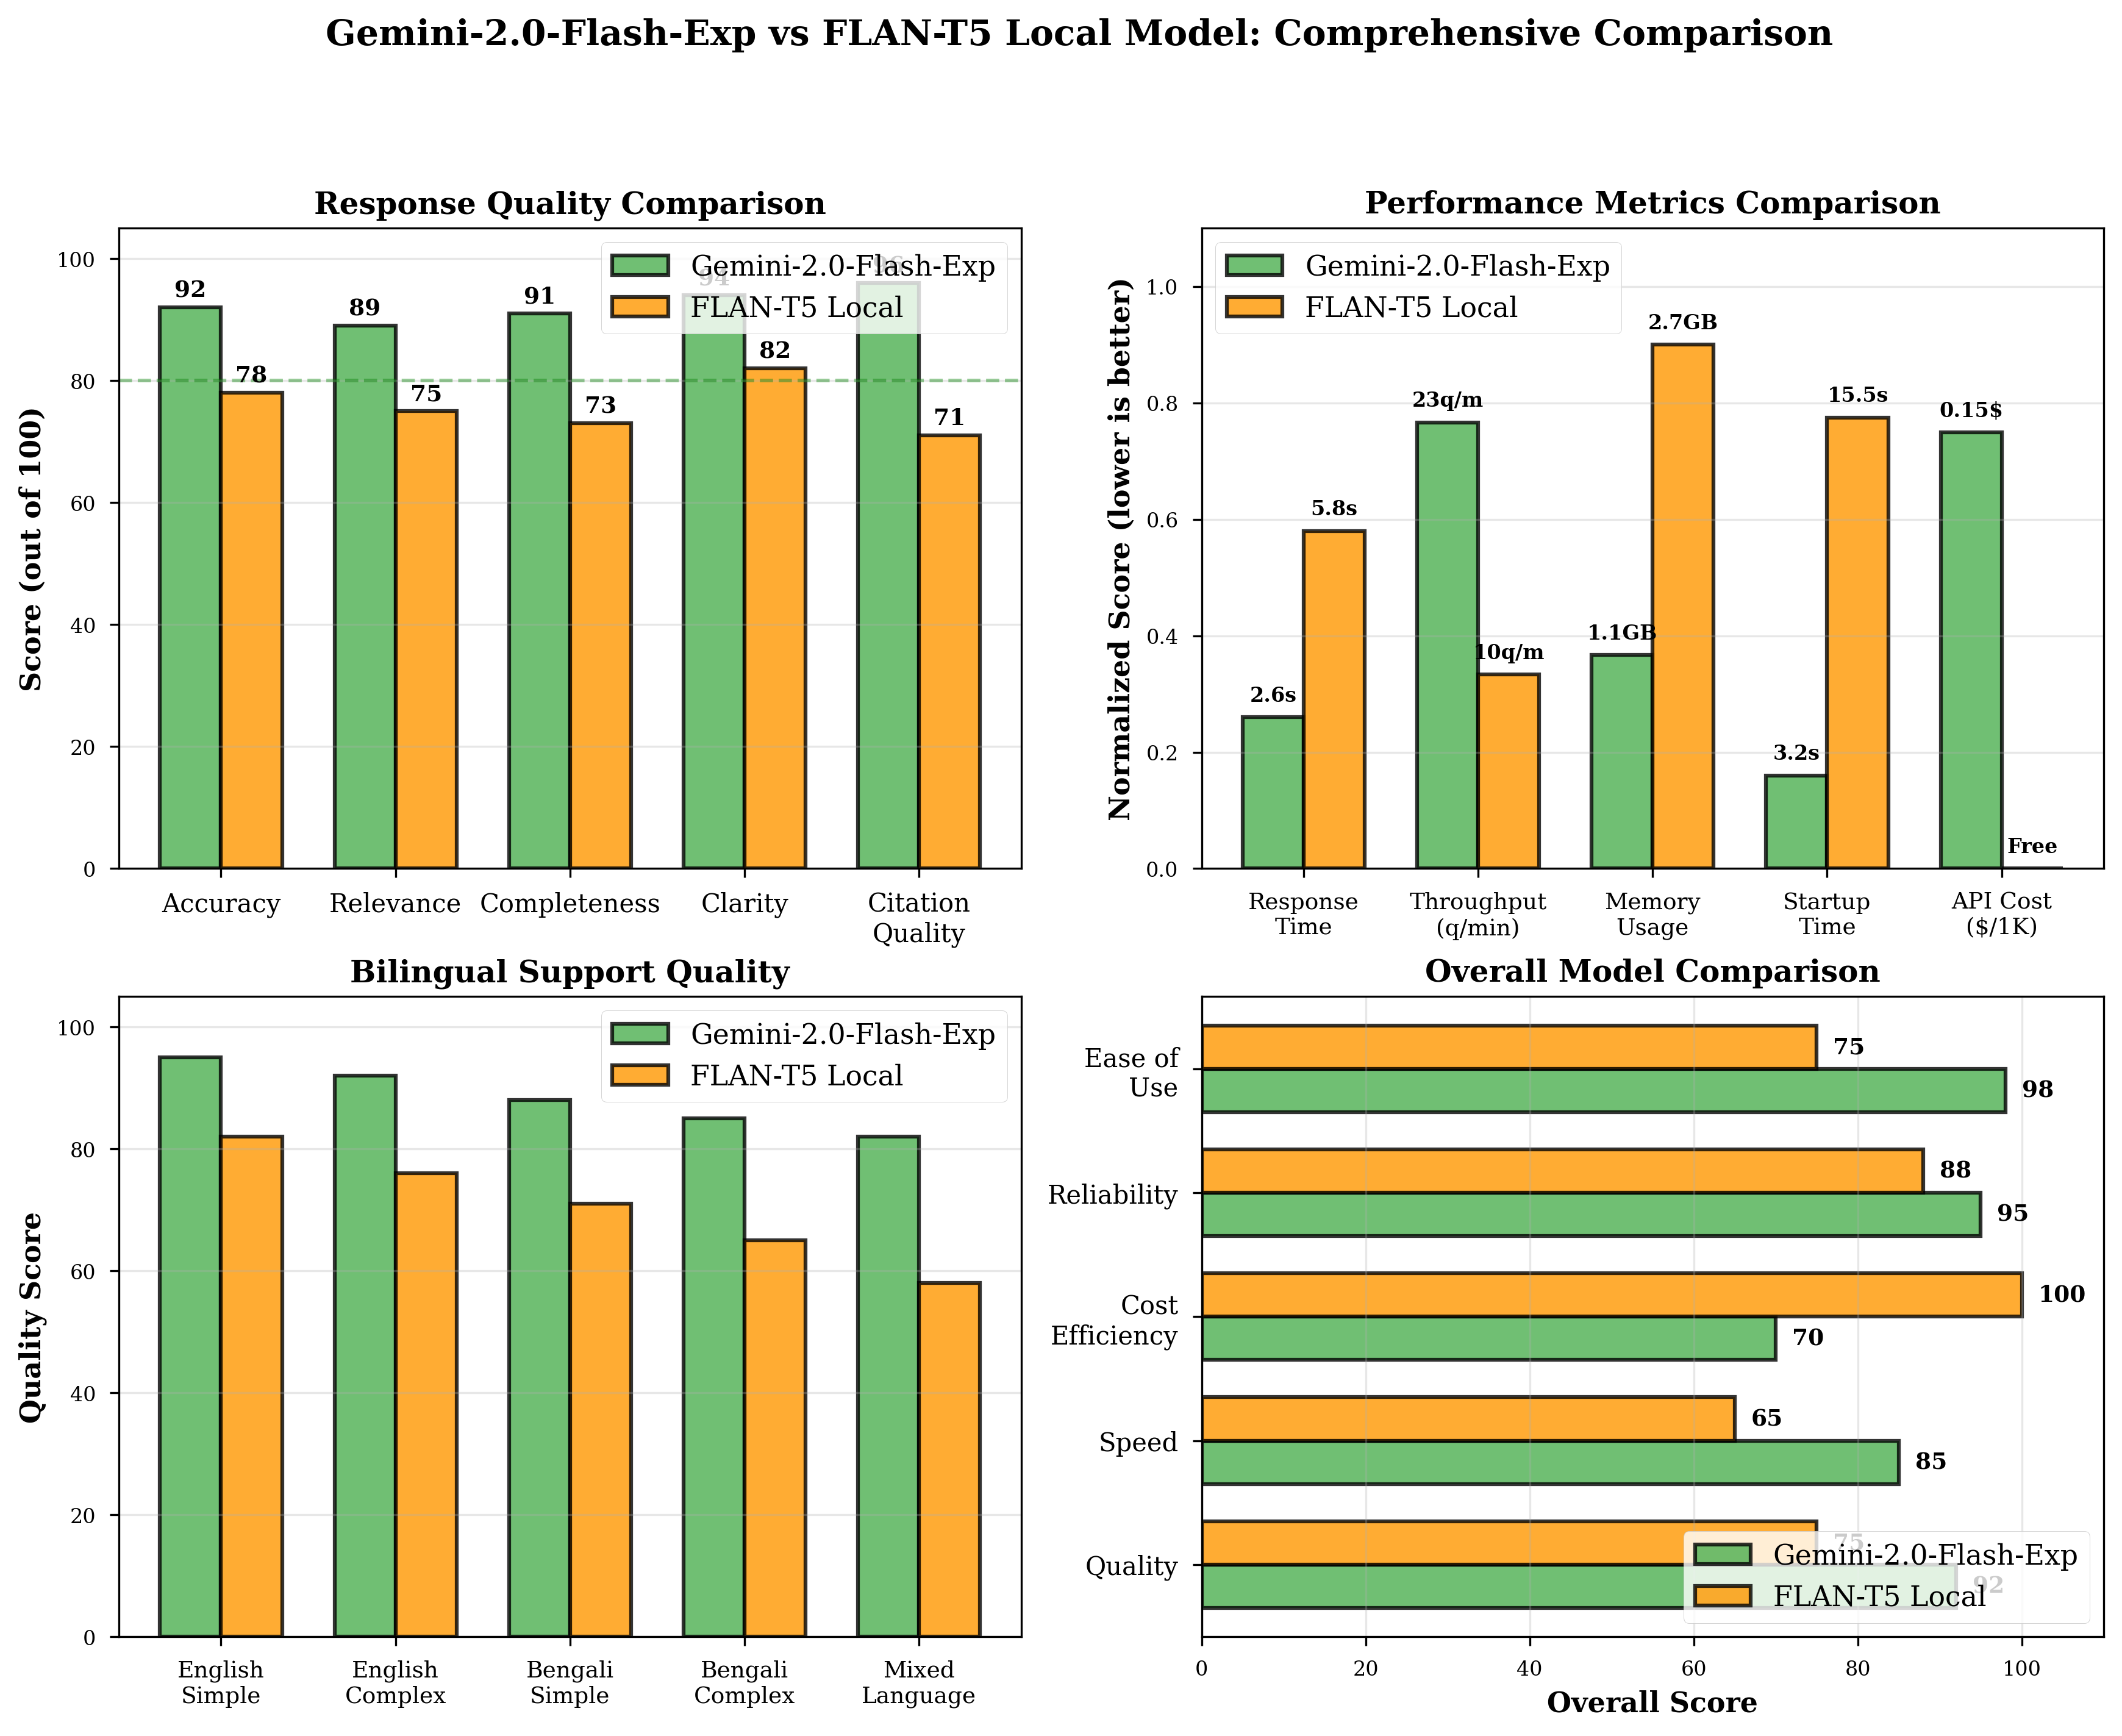 Gemini-2.0-Flash-Exp vs FLAN-T5 Local Model: Comprehensive Comparison
Response Quality Comparison
Score (out of 100)
100
80
60
40
20
0
Gemini-2.0-Flash-Exp
FLAN-T5 Local
92
78
89
75
91
73
94
82
96
71
Accuracy
Relevance
Completeness
Clarity
Citation
Quality
Performance Metrics Comparison
Normalized Score (lower is better)
1.0
0.8
0.6
0.4
0.2
0.0
Gemini-2.0-Flash-Exp
FLAN-T5 Local
2.6s
5.8s
23q/m
10q/m
1.1GB
2.7GB
3.2s
15.5s
0.15$
Free
Response
Time
Throughput
(q/min)
Memory
Usage
Startup
Time
API Cost
($/1K)
Bilingual Support Quality
Quality Score
100
80
60
40
20
0
Gemini-2.0-Flash-Exp
FLAN-T5 Local
English
Simple
English
Complex
Bengali
Simple
Bengali
Complex
Mixed
Language
Overall Model Comparison
Ease of
Use
75
98
Reliability
88
95
Cost
Efficiency
100
70
Speed
65
85
Quality
75
92
Gemini-2.0-Flash-Exp
FLAN-T5 Local
0
20
40
60
80
100
Overall Score